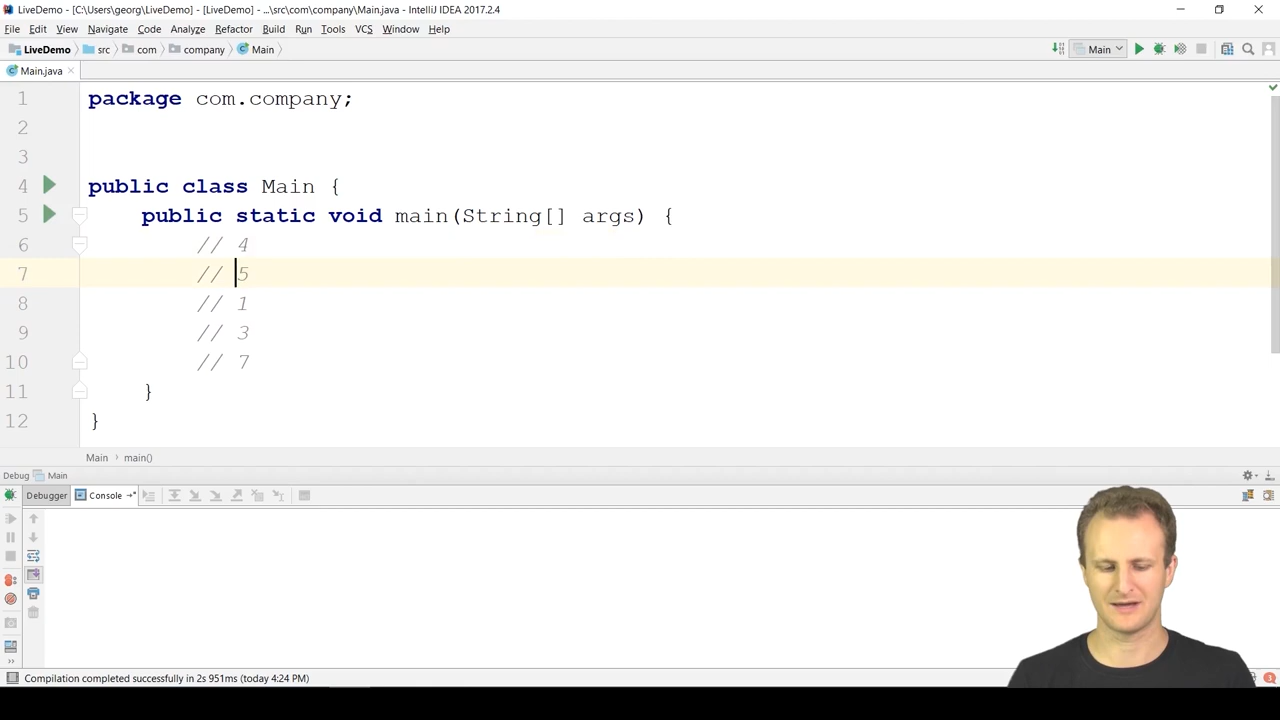 LiveDemo - [C:\Users\georg\LiveDemo] - [LiveDemo] - ...\src\com\company\Main.java - IntelliJ IDEA 2017.2.4
File Edit View Navigate Code Analyze Refactor Build Run Tools VCS Window Help
LiveDemo src com company Main Main
Main.java
1 package com.company;
2
3
4 public class Main {
5 public static void main(String[] args) {
6 // 4
7 // 5
8 // 1
9 // 3
10 // 7
11 }
12 }
Main main()
Debug Main
Debugger Console
Compilation completed successfully in 2s 951ms (today 4:24 PM) 3